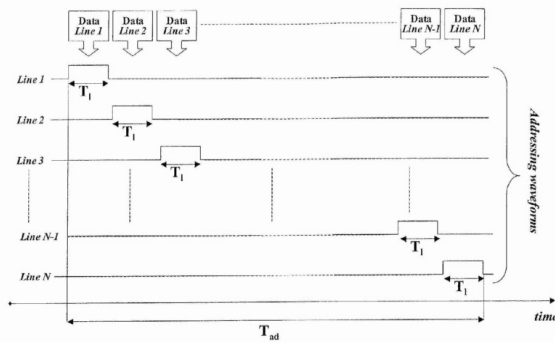 Data
Line 1
Data
Line 2
Data
Line 3
Data
Line N-1
Data
Line N
Line 1
T1
Line 2
T1
Line 3
T1
Line N-1
T1
Line N
T1
Addressing waveforms
time
Tad